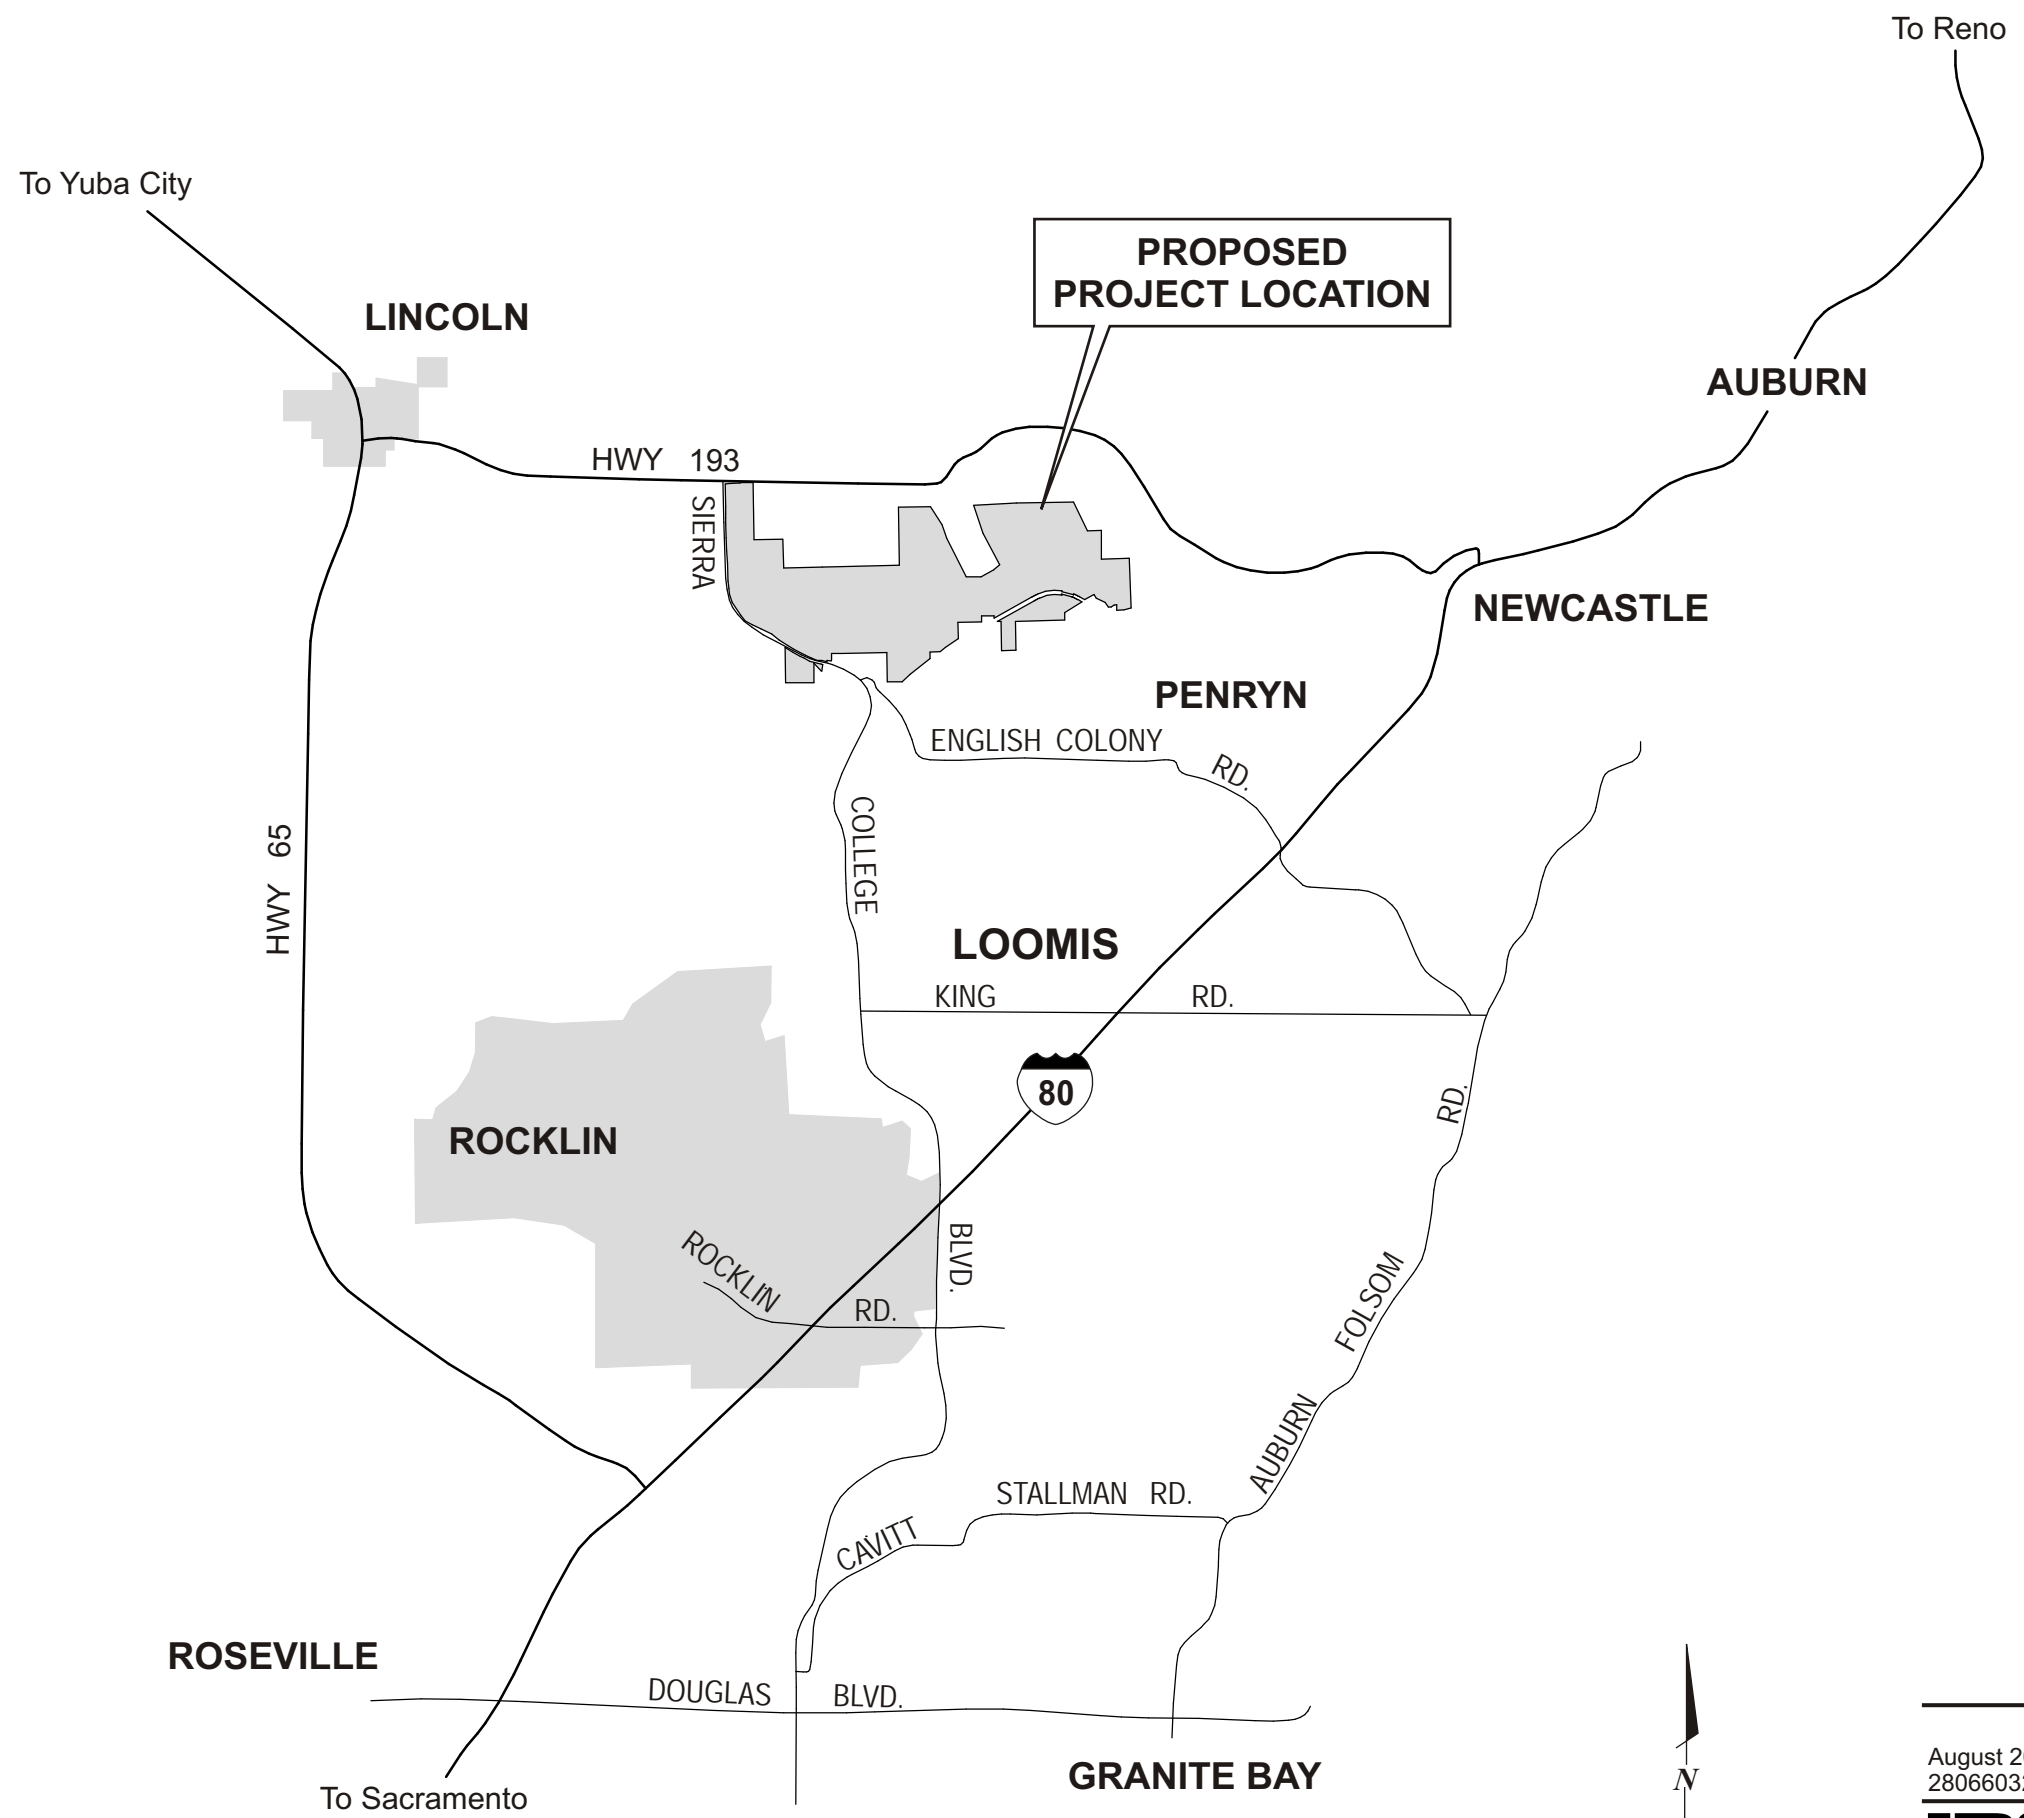 To Reno
To Yuba City
PROPOSED
PROJECT LOCATION
LINCOLN
AUBURN
HWY 193
SIERRA
NEWCASTLE
PENRYN
ENGLISH COLONY RD.
COLLEGE
HWY 65
LOOMIS
KING RD.
80
RD.
ROCKLIN
BLVD.
ROCKLIN RD.
FOLSOM
AUBURN
STALLMAN RD.
CAVITT
ROSEVILLE
DOUGLAS BLVD.
GRANITE BAY
To Sacramento
N
August
2806603